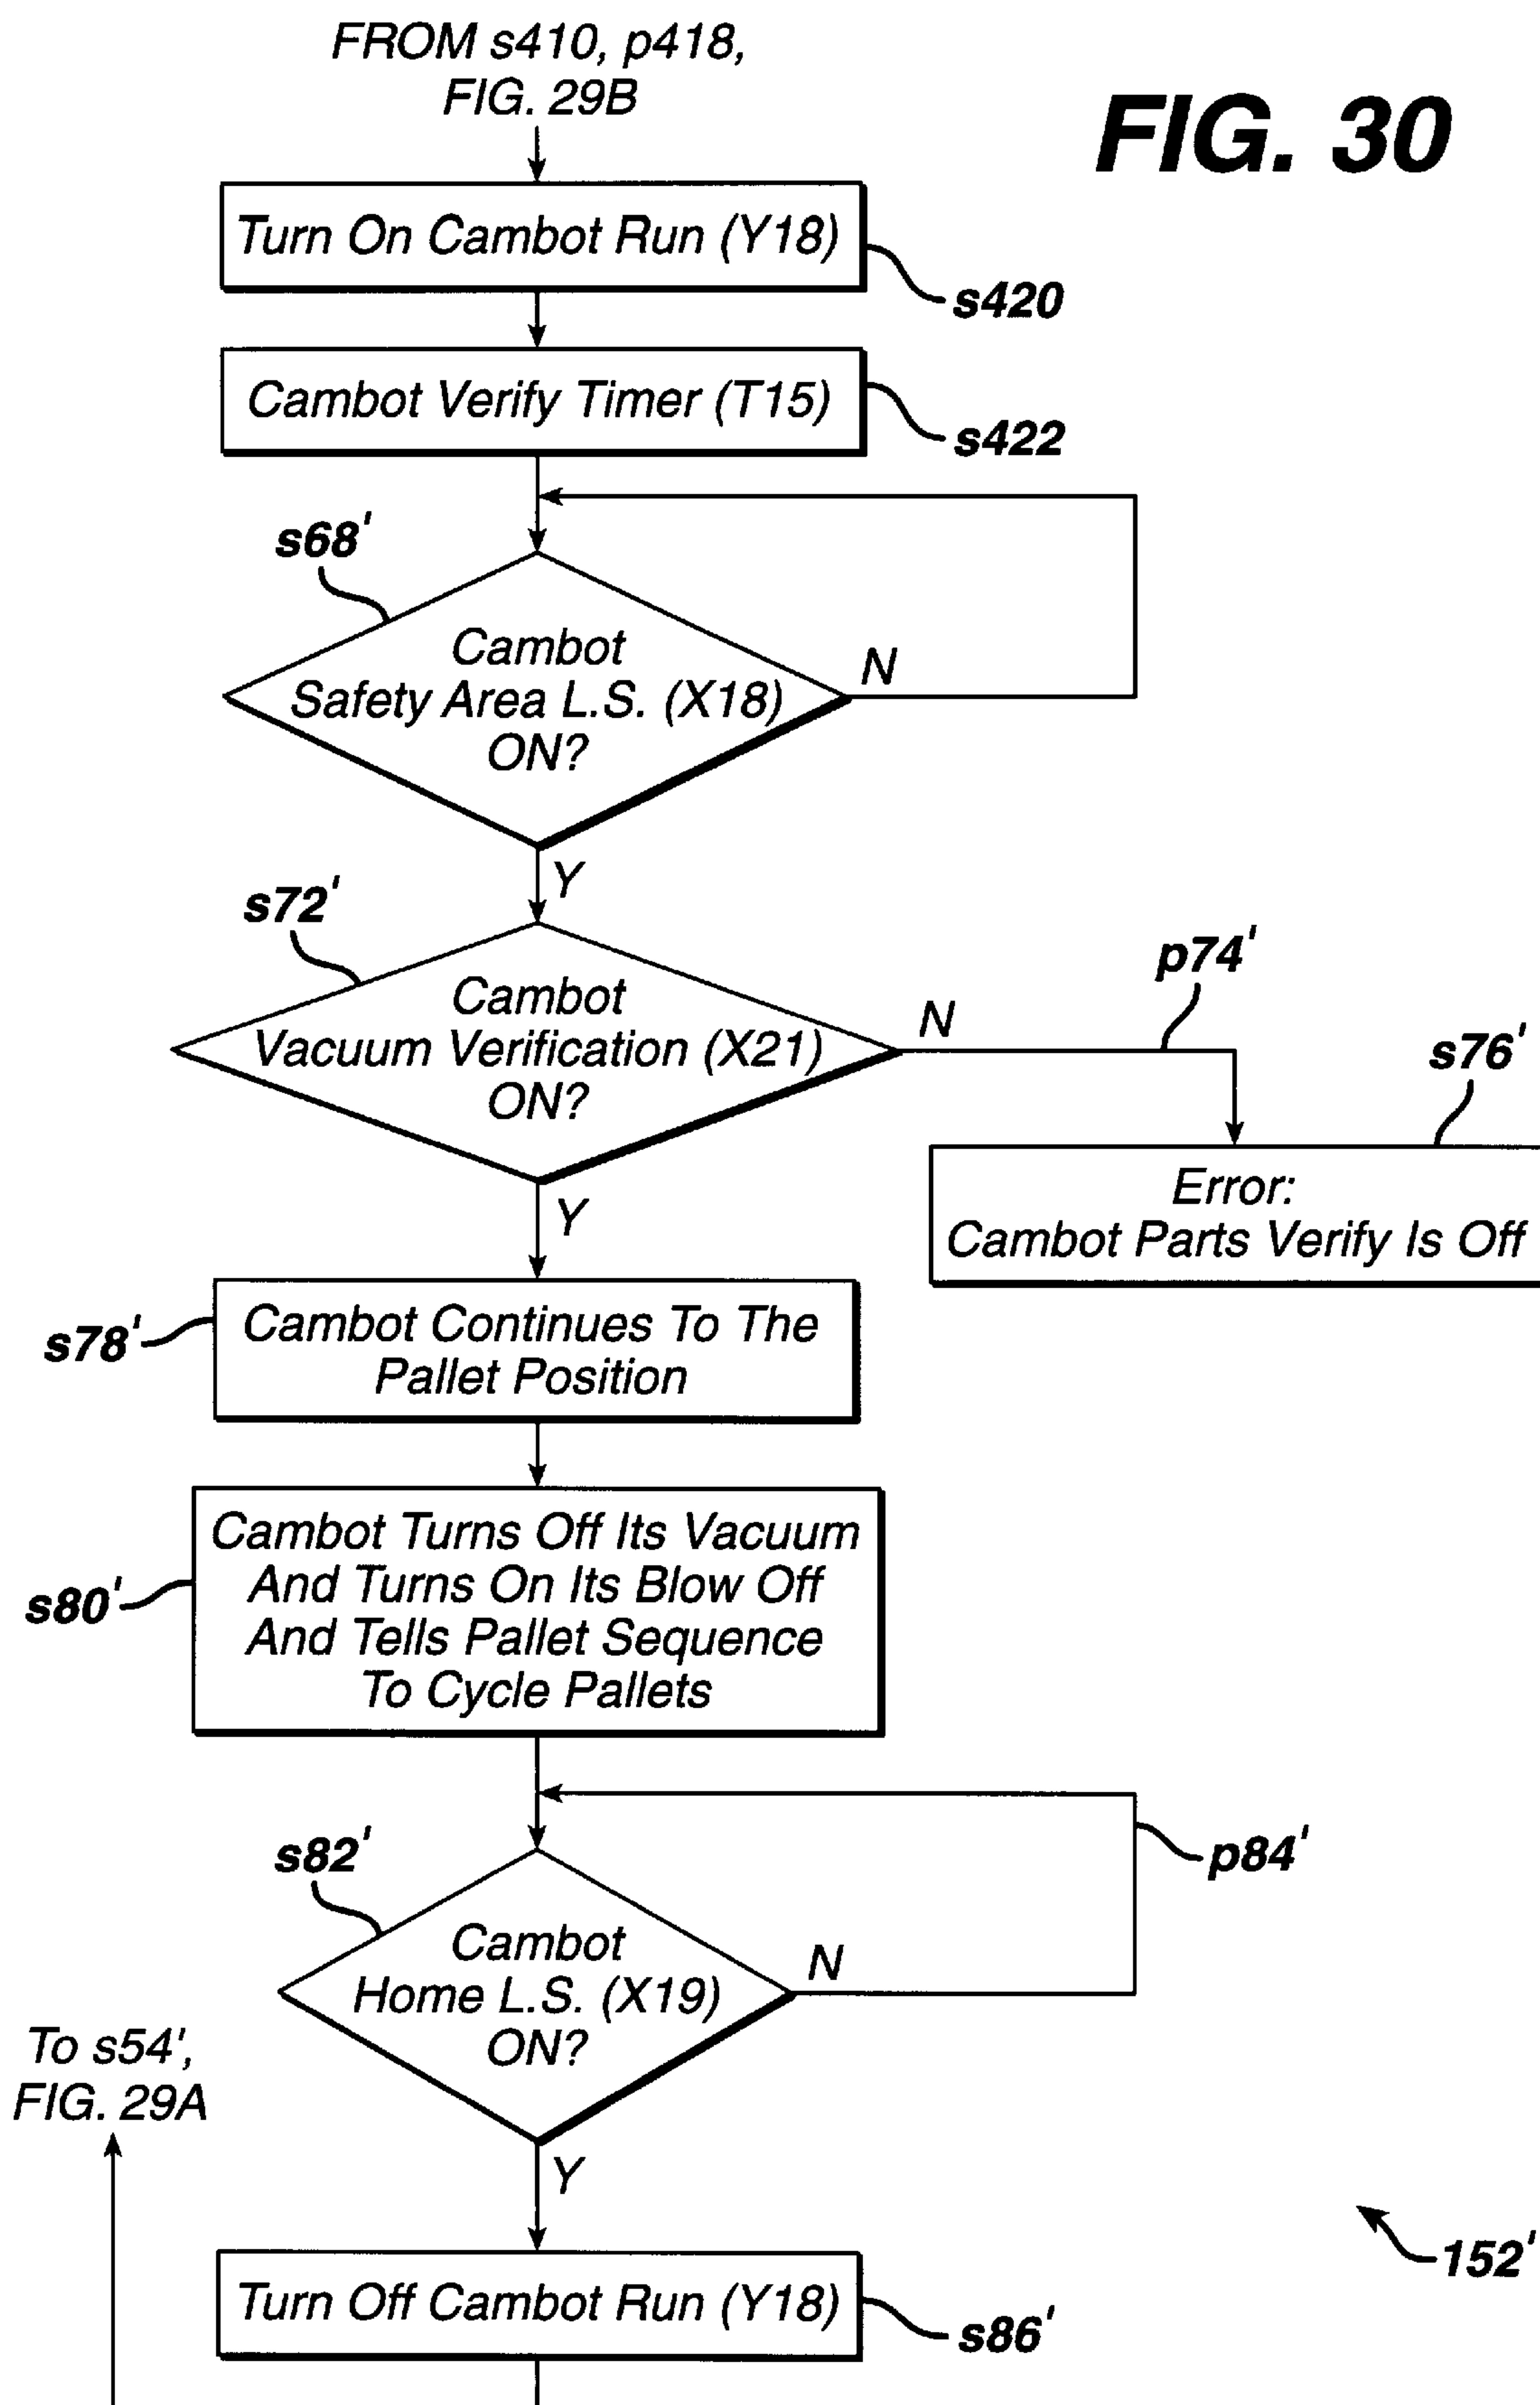 FROM s410, p418,
FIG. 29B
FIG. 30
Turn On Cambot Run (Y18)
s420
Cambot Verify Timer (T15)
s422
s68'
Cambot
Safety Area L.S. (X18)
ON?
N
Y
s72'
Cambot
Vacuum Verification (X21)
ON?
N
p74'
s76'
Error:
Cambot Parts Verify Is Off
Y
s78'
Cambot Continues To The
Pallet Position
s80'
Cambot Turns Off Its Vacuum
And Turns On Its Blow Off
And Tells Pallet Sequence
To Cycle Pallets
s82'
Cambot
Home L.S. (X19)
ON?
N
p84'
To s54',
FIG. 29A
Y
152'
Turn Off Cambot Run (Y18)
s86'